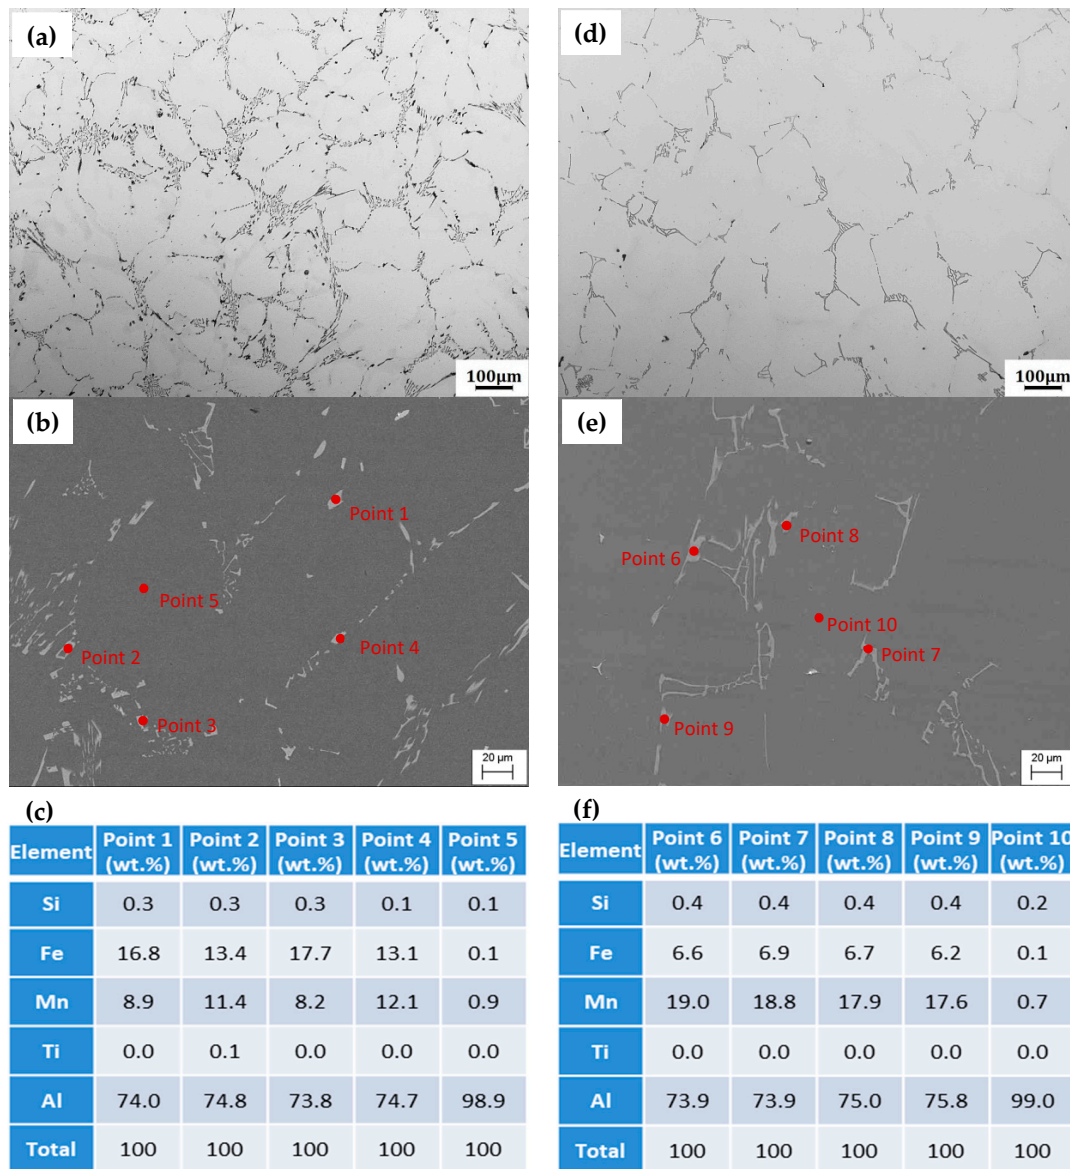 (a)
(d)
100µm
100µm
(b)
(e)
Point 1
Point 5
Point 2
Point 4
Point 3
20 µm
Point 8
Point 6
Point 10
Point 7
Point 9
20 µm
(c)
Element Point 1 (wt.%) Point 2 (wt.%) Point 3 (wt.%) Point 4 (wt.%) Point 5 (wt.%)
Si 0.3 0.3 0.3 0.1 0.1
Fe 16.8 13.4 17.7 13.1 0.1
Mn 8.9 11.4 8.2 12.1 0.9
Ti 0.0 0.1 0.0 0.0 0.0
Al 74.0 74.8 73.8 74.7 98.9
Total 100 100 100 100 100
(f)
Element Point 6 (wt.%) Point 7 (wt.%) Point 8 (wt.%) Point 9 (wt.%) Point 10 (wt.%)
Si 0.4 0.4 0.4 0.4 0.2
Fe 6.6 6.9 6.7 6.2 0.1
Mn 19.0 18.8 17.9 17.6 0.7
Ti 0.0 0.0 0.0 0.0 0.0
Al 73.9 73.9 75.0 75.8 99.0
Total 100 100 100 100 100